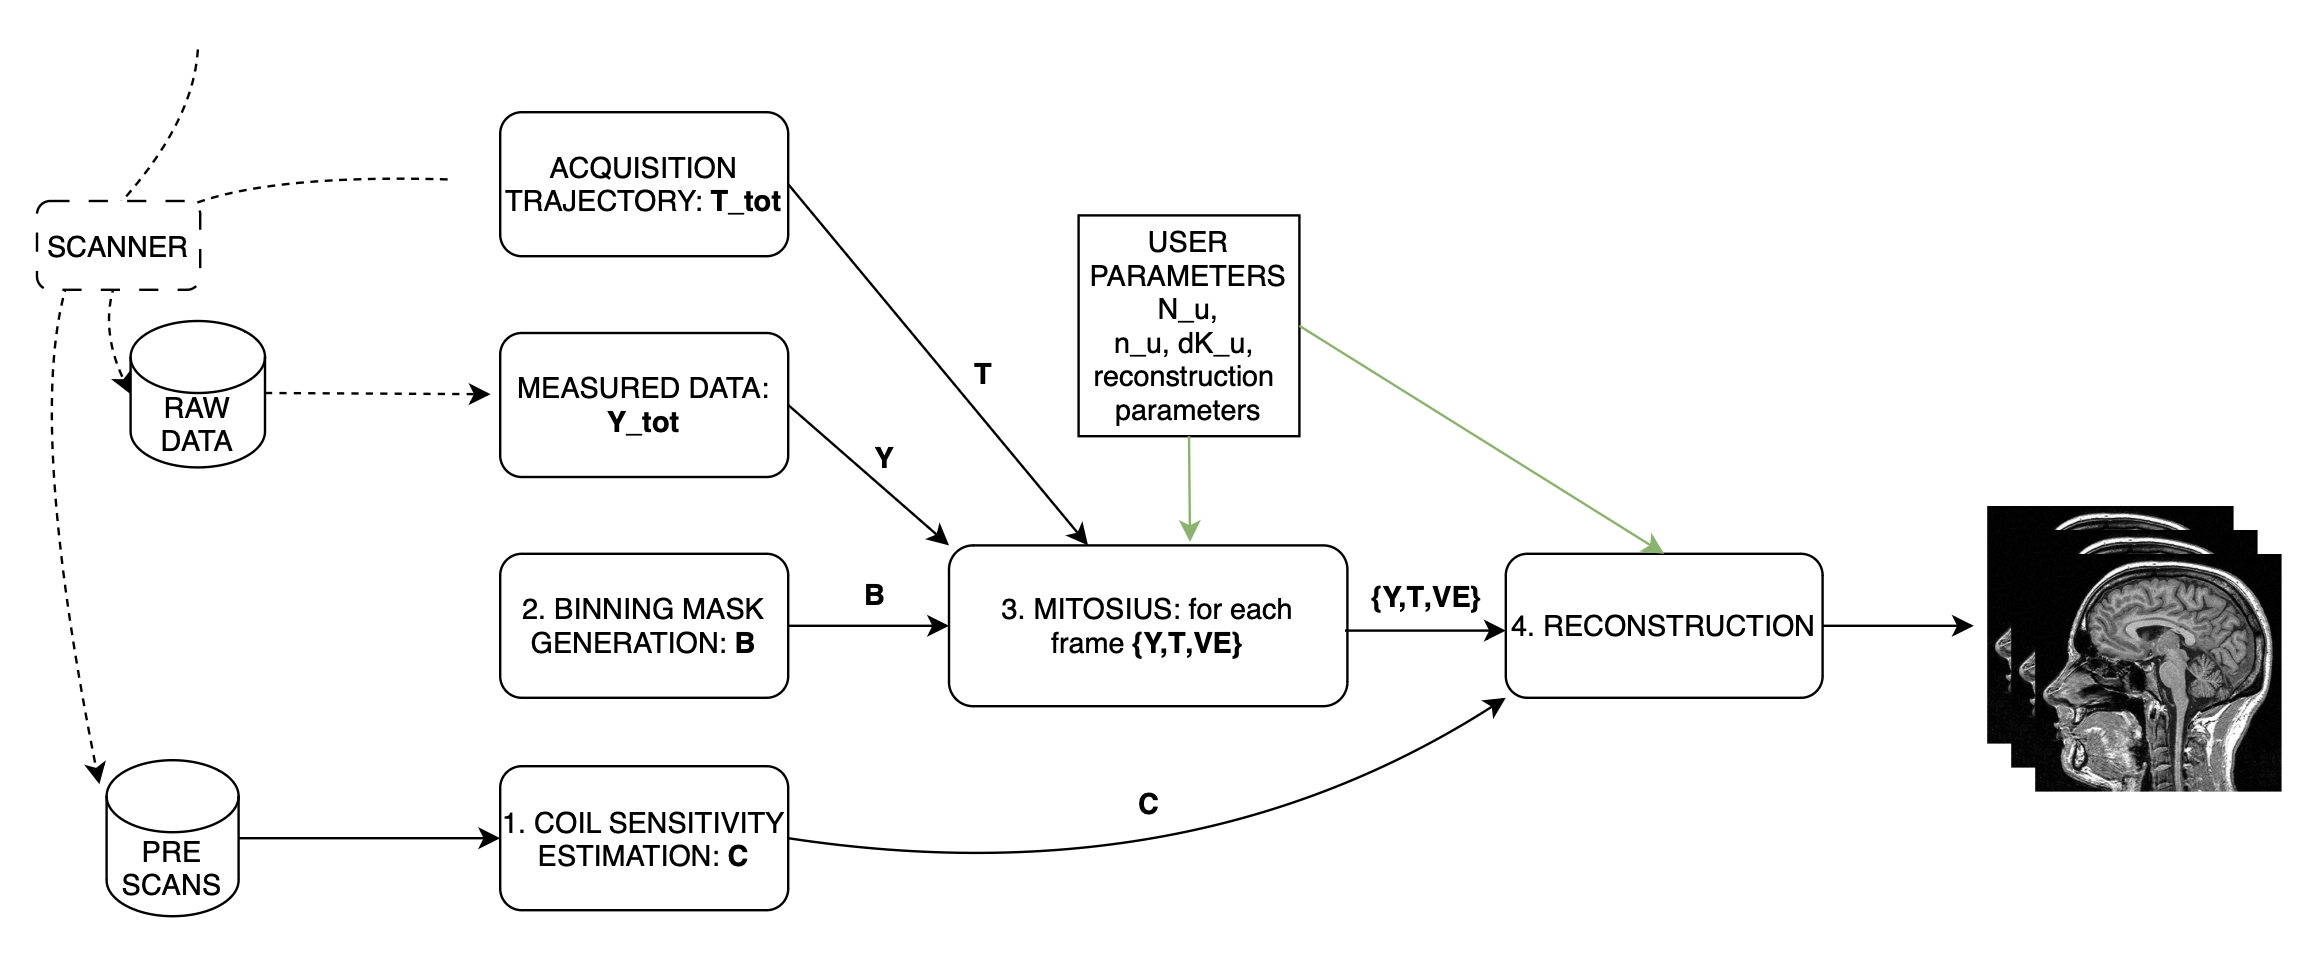 ACQUISITION
TRAJECTORY: T_tot
SCANNER
USER
PARAMETERS
N_u,
n_u, dK_u,
reconstruction
parameters
T
MEASURED DATA:
Y_tot
RAW
DATA
Y
2. BINNING MASK
GENERATION: B
B
3. MITOSIUS: for each
frame {Y,T,VE}
{Y,T,VE}
4. RECONSTRUCTION
PRE
SCANS
1. COIL SENSITIVITY
ESTIMATION: C
C